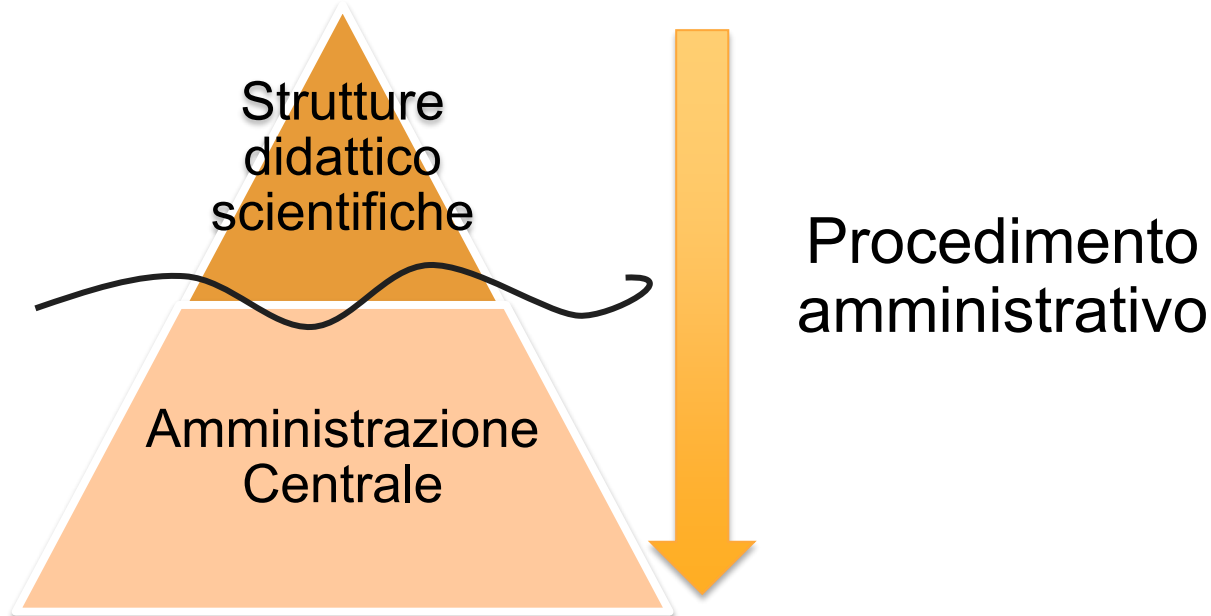 Strutture
didattico
scientifiche
Amministrazione
Centrale
Procedimento
amministrativo